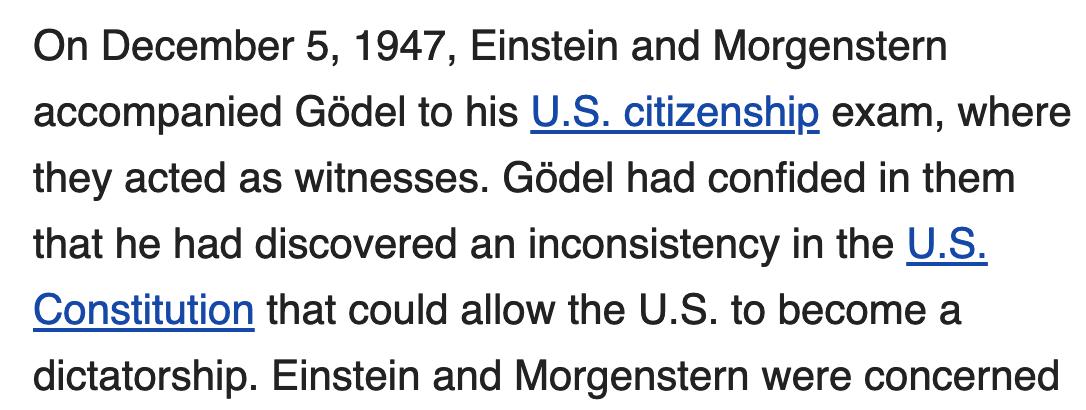 On December 5, 1947, Einstein and Morgenstern
accompanied Gödel to his U.S. citizenship exam, where
they acted as witnesses. Gödel had confided in them
that he had discovered an inconsistency in the U.S.
Constitution that could allow the U.S. to become a
dictatorship. Einstein and Morgenstern were concerned